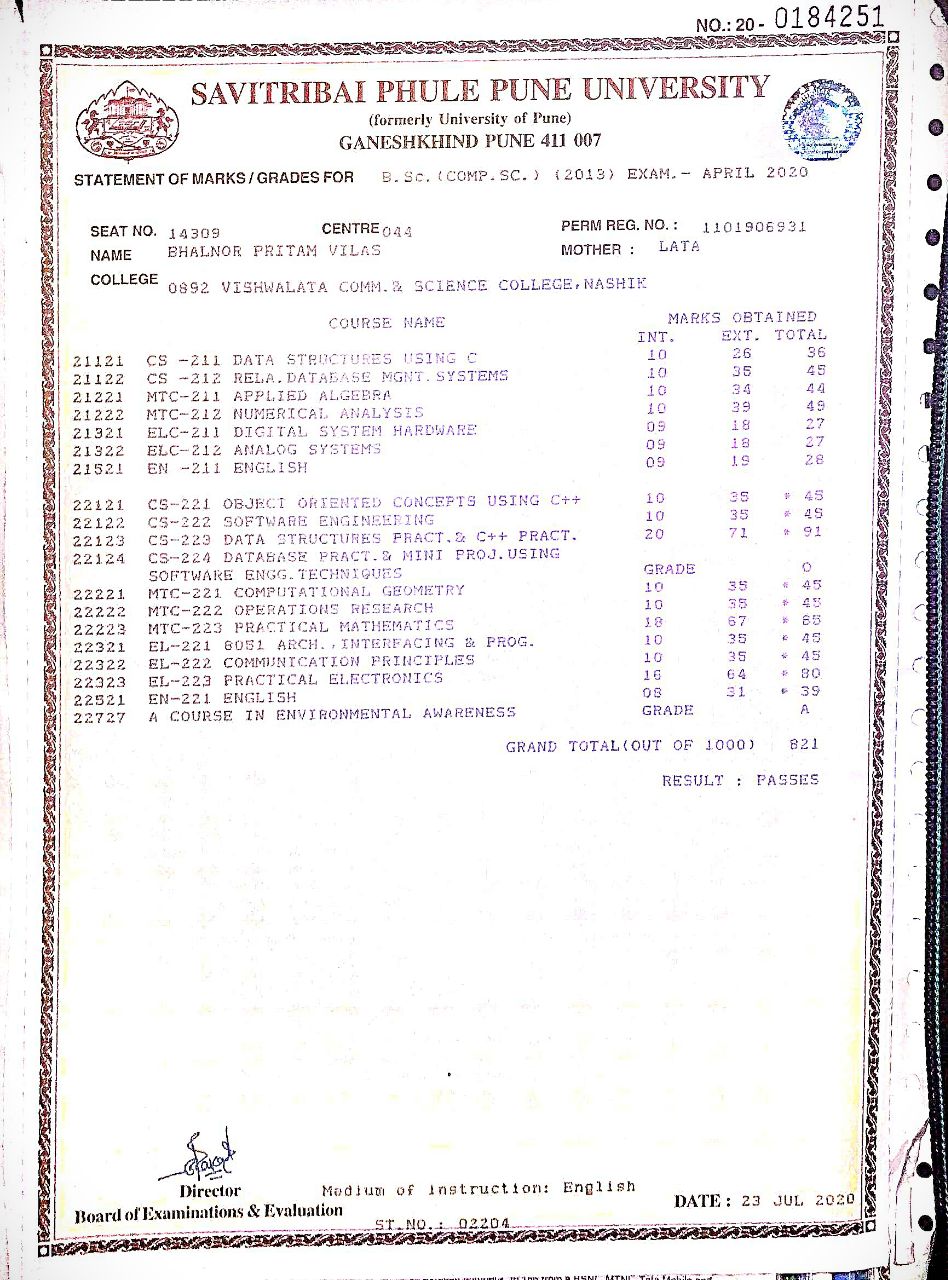 NO.: 20 - 0184251
SAVITRIBAI PHULE PUNE UNIVERSITY
(formerly University of Pune)
GANESHKHIND PUNE 411 007
STATEMENT OF MARKS / GRADES FOR B.Sc.(COMP.SC.) (2013) EXAM.- APRIL 2020
SEAT NO. 14309 CENTRE 044 PERM REG. NO. : 1101906931
NAME BHALNOR PRITAM VILAS MOTHER : LATA
COLLEGE 0892 VISHWALATA COMM.& SCIENCE COLLEGE,NASHIK
COURSE NAME MARKS OBTAINED
INT. EXT. TOTAL
21121 CS -211 DATA STRUCTURES USING C 10 26 36
21122 CS -212 RELA.DATABASE MGNT.SYSTEMS 10 35 45
21221 MTC-211 APPLIED ALGEBRA 10 34 44
21222 MTC-212 NUMERICAL ANALYSIS 10 39 49
21321 ELC-211 DIGITAL SYSTEM HARDWARE 09 18 27
21322 ELC-212 ANALOG SYSTEMS 09 18 27
21521 EN -211 ENGLISH 09 19 28
22121 CS-221 OBJECT ORIENTED CONCEPTS USING C++ 10 35 * 45
22122 CS-222 SOFTWARE ENGINEERING 10 35 * 45
22123 CS-223 DATA STRUCTURES PRACT.& C++ PRACT. 20 71 * 91
22124 CS-224 DATABASE PRACT.& MINI PROJ.USING
SOFTWARE ENGG.TECHNIQUES GRADE O
22221 MTC-221 COMPUTATIONAL GEOMETRY 10 35 * 45
22222 MTC-222 OPERATIONS RESEARCH 10 35 * 45
22223 MTC-223 PRACTICAL MATHEMATICS 18 67 * 85
22321 EL-221 8051 ARCH.,INTERFACING & PROG. 10 35 * 45
22322 EL-222 COMMUNICATION PRINCIPLES 10 35 * 45
22323 EL-223 PRACTICAL ELECTRONICS 16 64 * 80
22521 EN-221 ENGLISH 08 31 * 39
22727 A COURSE IN ENVIRONMENTAL AWARENESS GRADE A
GRAND TOTAL(OUT OF 1000) 821
RESULT : PASSES
Director
Board of Examinations & Evaluation
Medium of instruction: English
DATE : 23 JUL 2020
ST.NO.: 02204